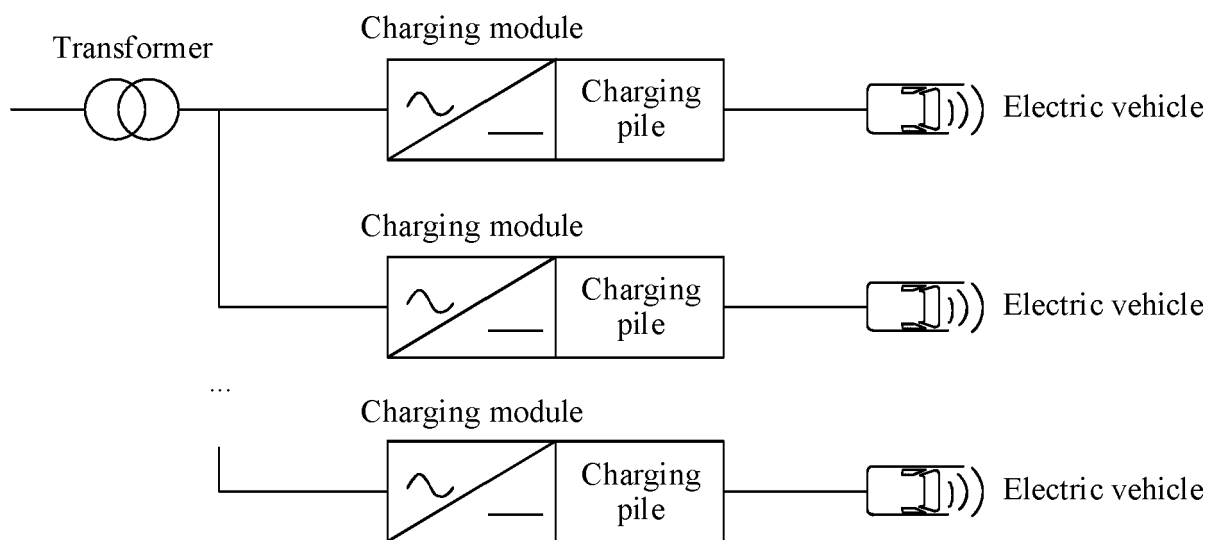 Charging module
Transformer
Charging
pile
Electric vehicle
Charging module
Charging
pile
Electric vehicle
...
Charging module
Charging
pile
Electric vehicle